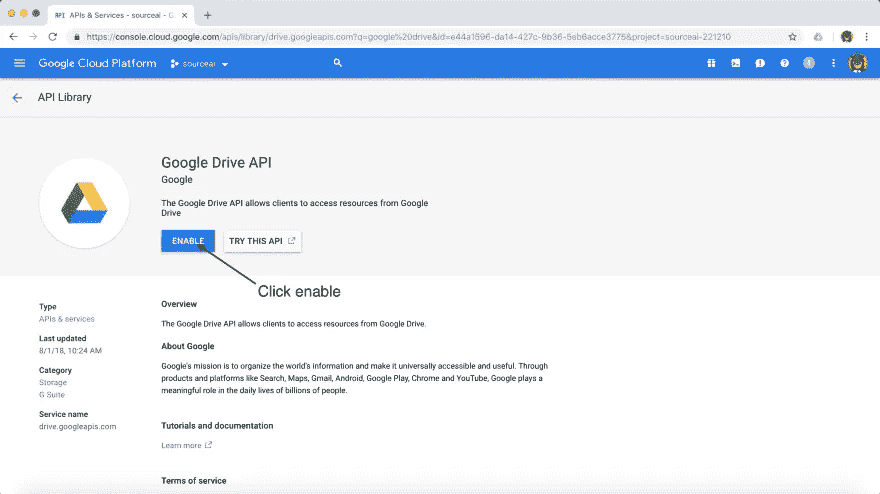 API APIs & Services - sourceai - G
https://console.cloud.google.com/apis/library/drive.googleapis.com?q=google%20drive&id=e44a1596-da14-427c-9b36-5eb6acce3775&project=sourceai-221210
Google Cloud Platform sourceai
API Library
Google Drive API
Google
The Google Drive API allows clients to access resources from Google
Drive
ENABLE TRY THIS API
Click enable
Type
APIs & services
Last updated
8/1/18, 10:24 AM
Category
Storage
G Suite
Service name
drive.googleapis.com
Overview
The Google Drive API allows clients to access resources from Google Drive.
About Google
Google's mission is to organize the world's information and make it universally accessible and useful. Through
products and platforms like Search, Maps, Gmail, Android, Google Play, Chrome and YouTube, Google plays a
meaningful role in the daily lives of billions of people.
Tutorials and documentation
Learn more
Terms of service